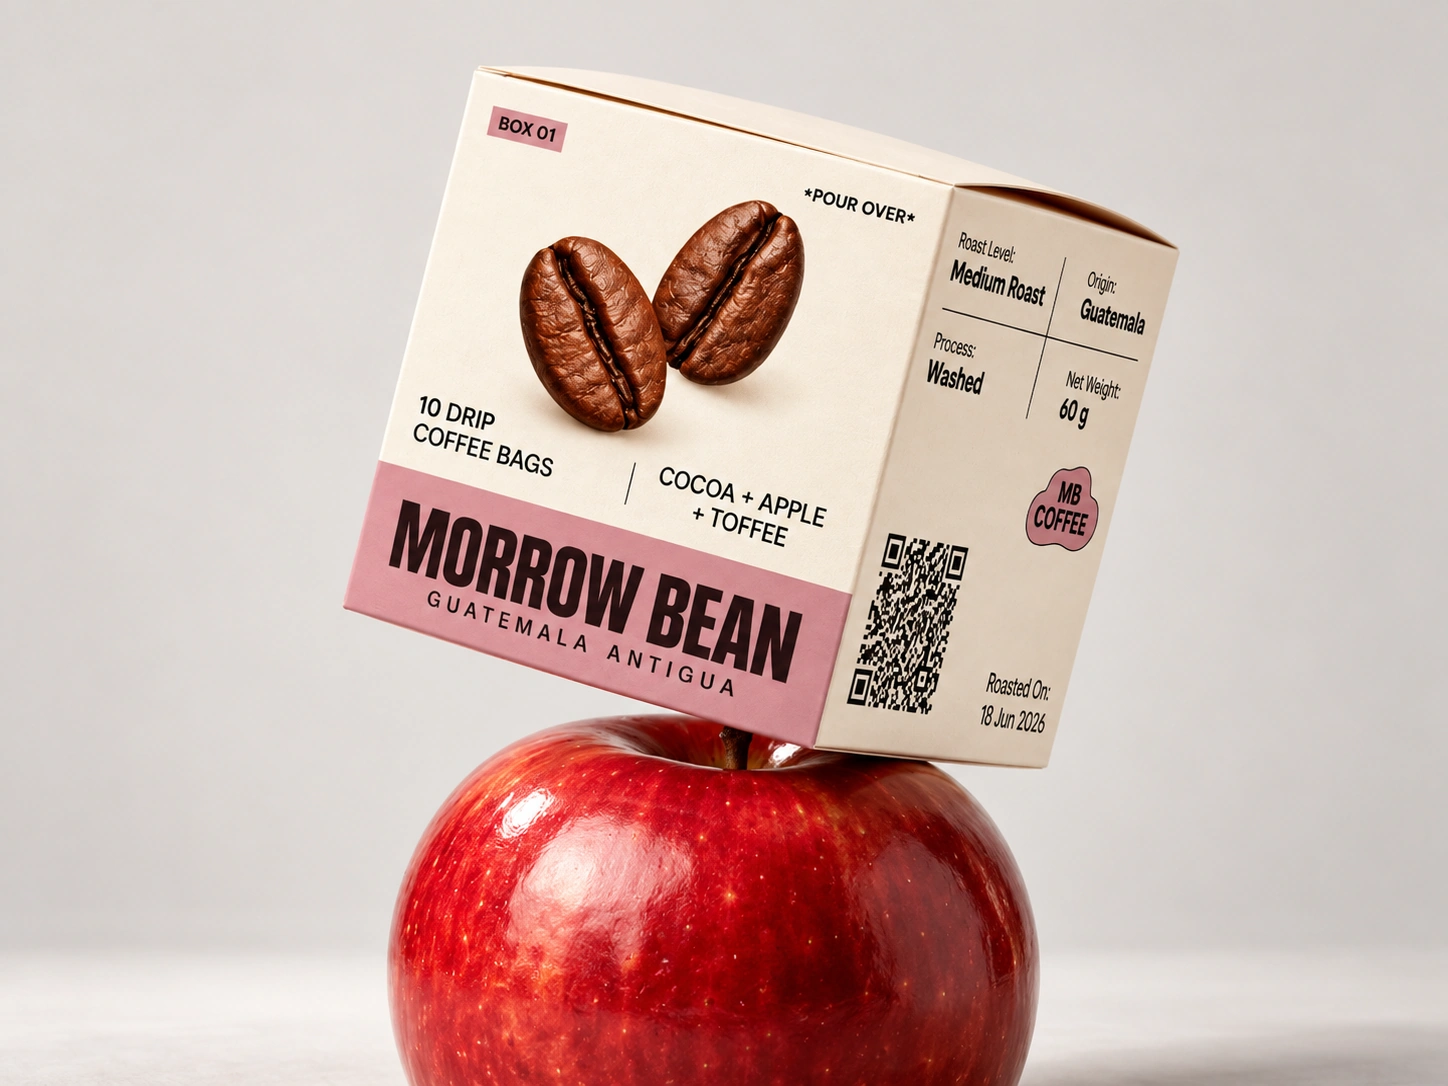 BOX 01
*POUR OVER*
10 DRIP
COFFEE BAGS
COCOA + APPLE
+ TOFFEE
MORROW BEAN
GUATEMALA ANTIGUA
Roast Level:
Medium Roast
Origin:
Guatemala
Process:
Washed
Net Weight:
60 g
MB
COFFEE
Roasted On:
18 Jun 2026